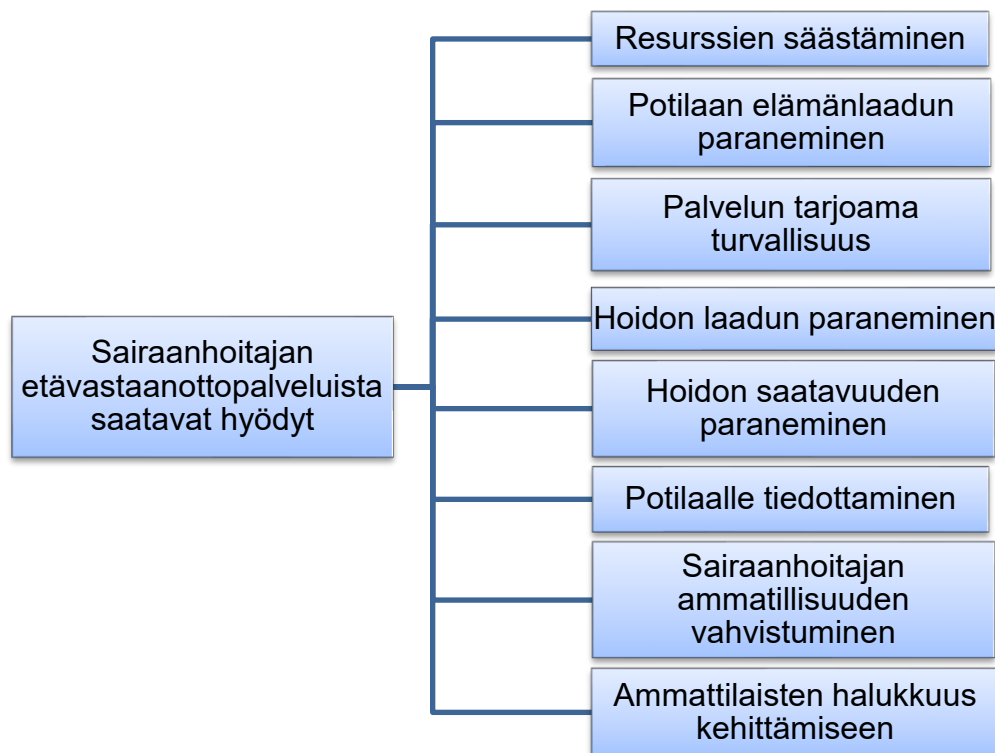 Resurssien säästäminen
Potilaan elämänlaadun
paraneminen
Palvelun tarjoama
turvallisuus
Hoidon laadun paraneminen
Sairaanhoitajan
etävastaanottopalveluista
saatavat hyödyt
Hoidon saatavuuden
paraneminen
Potilaalle tiedottaminen
Sairaanhoitajan
ammatillisuuden
vahvistuminen
Ammattilaisten halukkuus
kehittämiseen